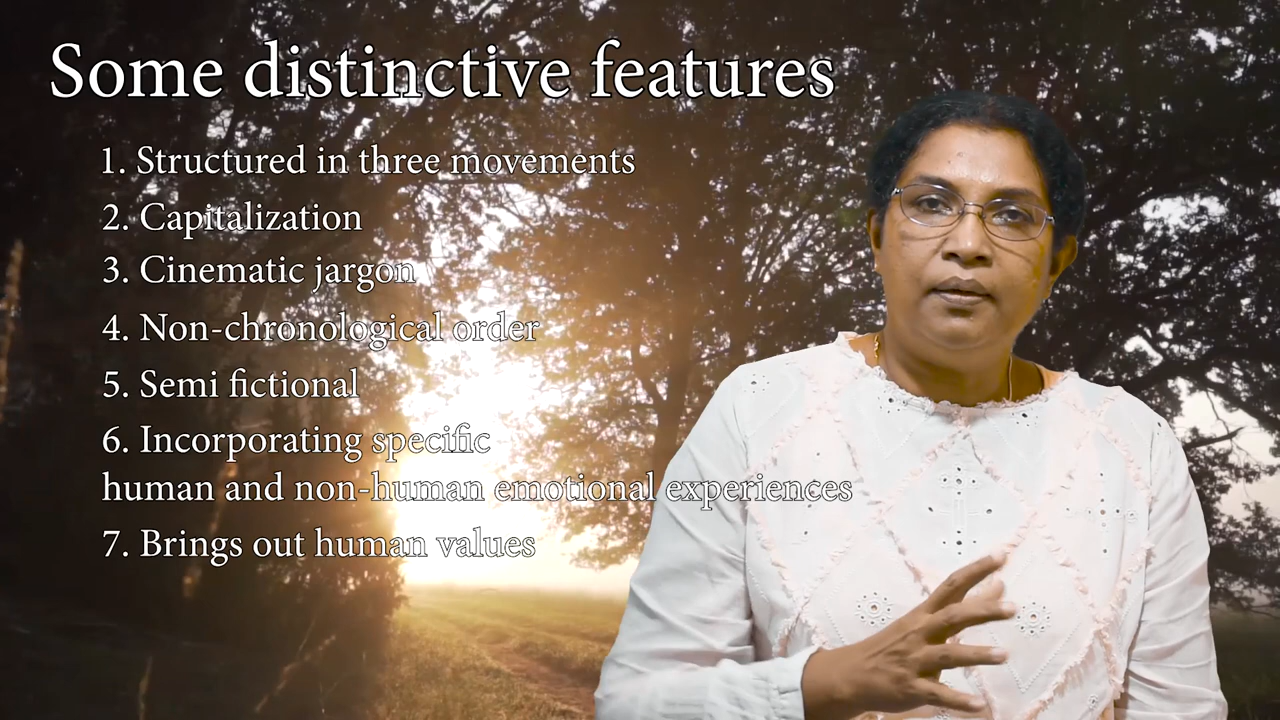 Some distinctive features
1. Structured in three movements
2. Capitalization
3. Cinematic jargon
4. Non-chronological order
5. Semi fictional
6. Incorporating specific
human and non-human emotional experiences
7. Brings out human values